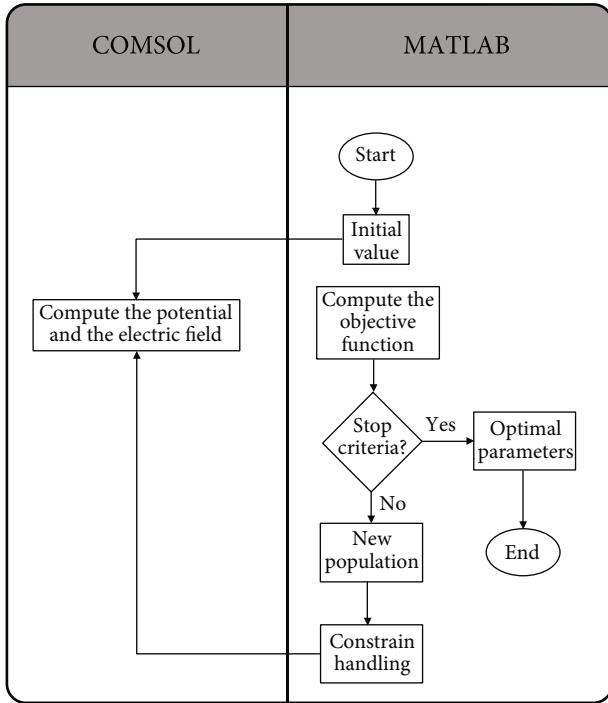 COMSOL
MATLAB
Start
Initial
value
Compute the potential
and the electric field
Compute the
objective
function
Stop
criteria?
Yes
Optimal
parameters
No
New
population
End
Constrain
handling